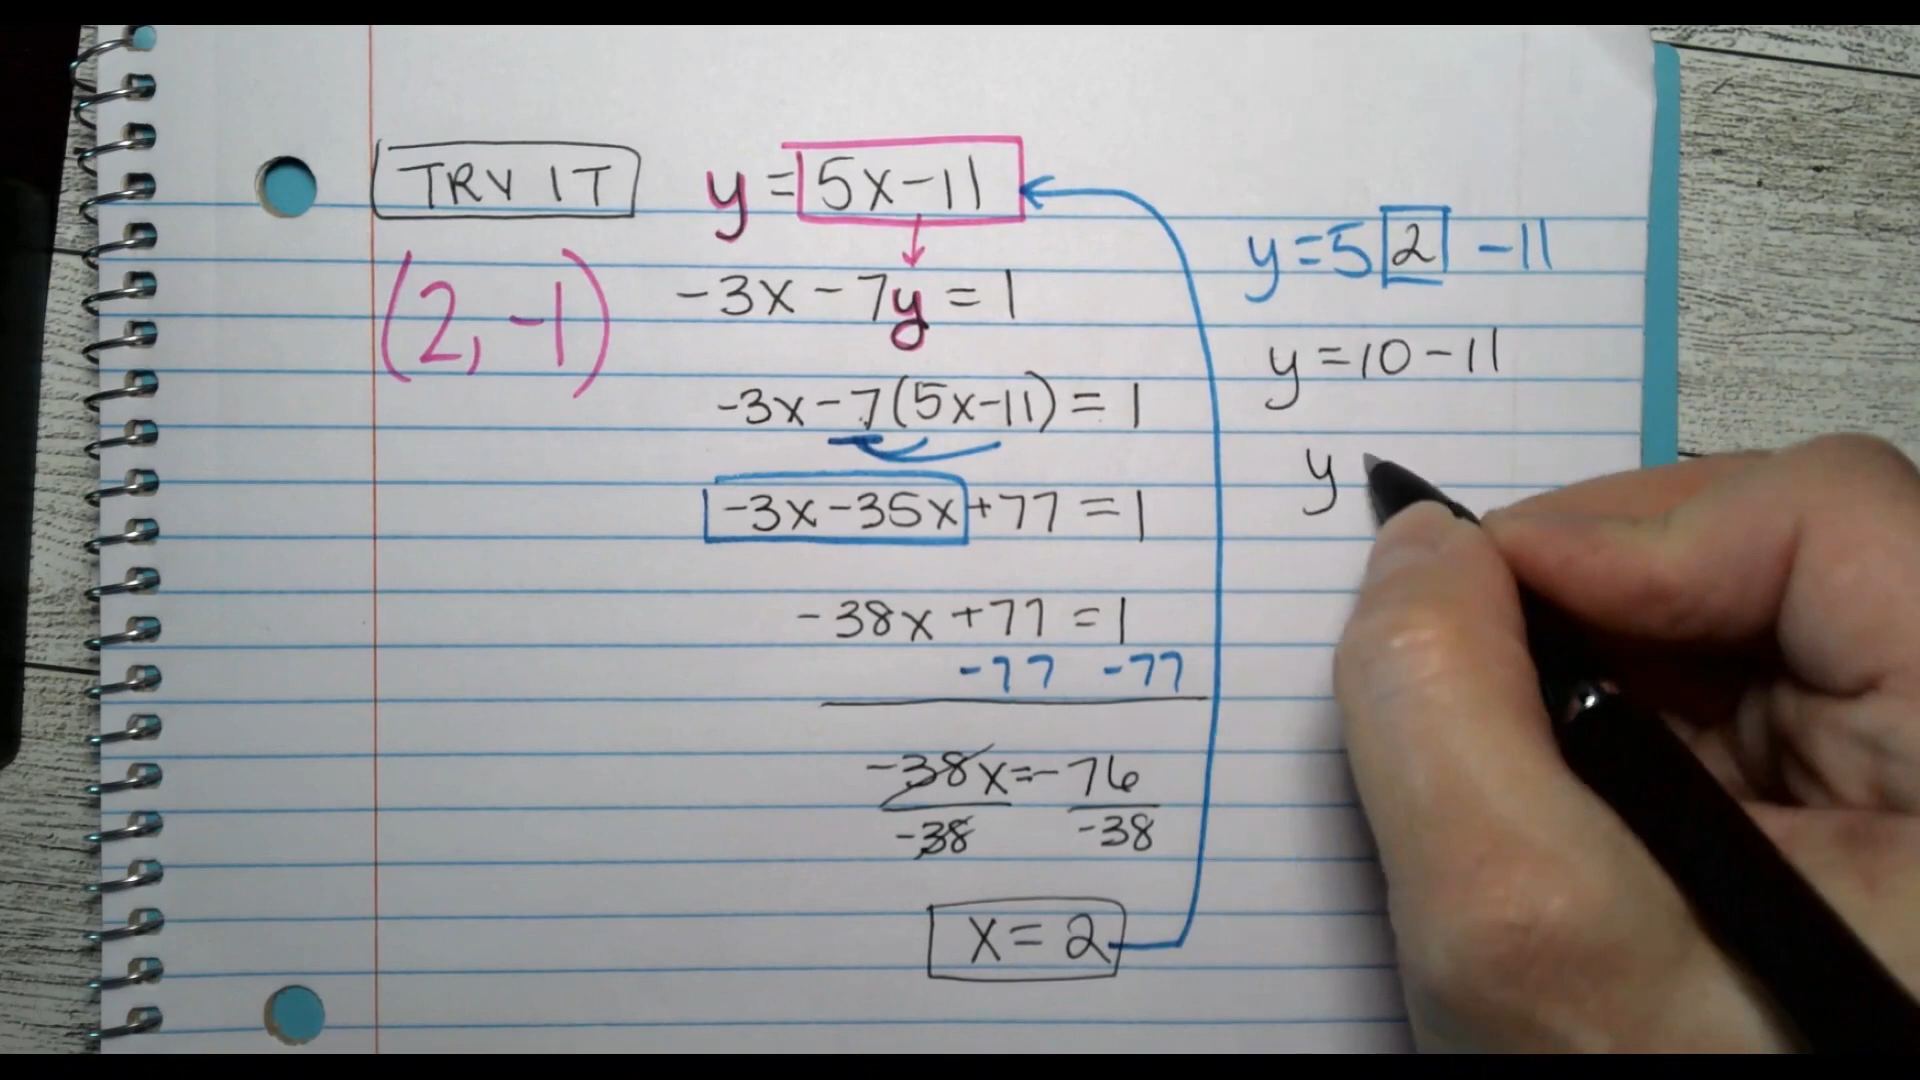 TRY IT
(2, -1)
y = 5x-11
-3x - 7y = 1
-3x - 7(5x-11) = 1
-3x - 35x + 77 = 1
-38x + 77 = 1
-77 -77
-38x = -76
-38 -38
x = 2
y = 5 2 - 11
y = 10 - 11
y